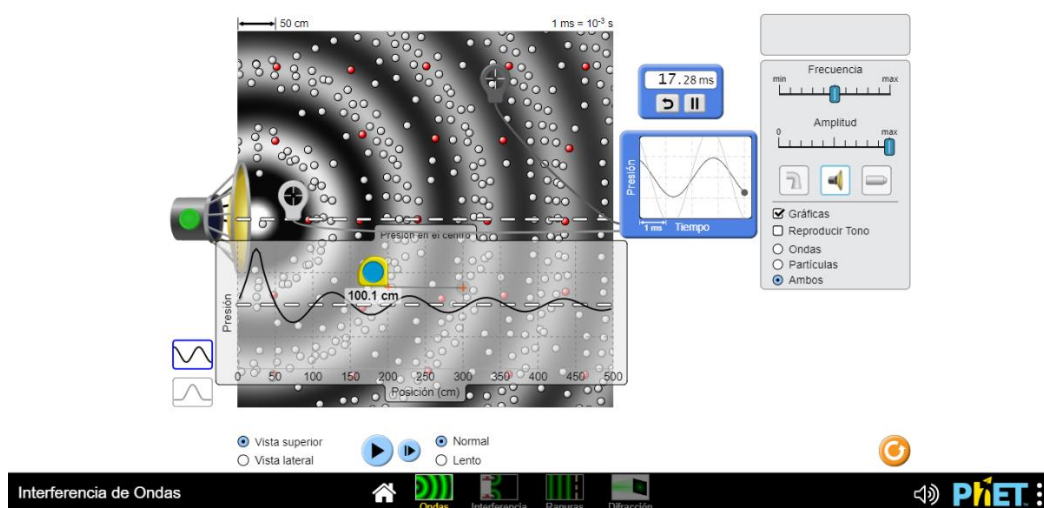 50 cm
1 ms = 10⁻³ s
17.28 ms
Presión
1 ms
Tiempo
Frecuencia
min
max
Amplitud
0
max
Gráficas
Reproducir Tono
Ondas
Partículas
Ambos
Presión en el centro
100.1 cm
Presión
0 50 100 150 200 250 300 350 400 450 500
Posición (cm)
Vista superior
Vista lateral
Normal
Lento
Interferencia de Ondas
Ondas
Interferencia
Ranuras
Difracción
PhET